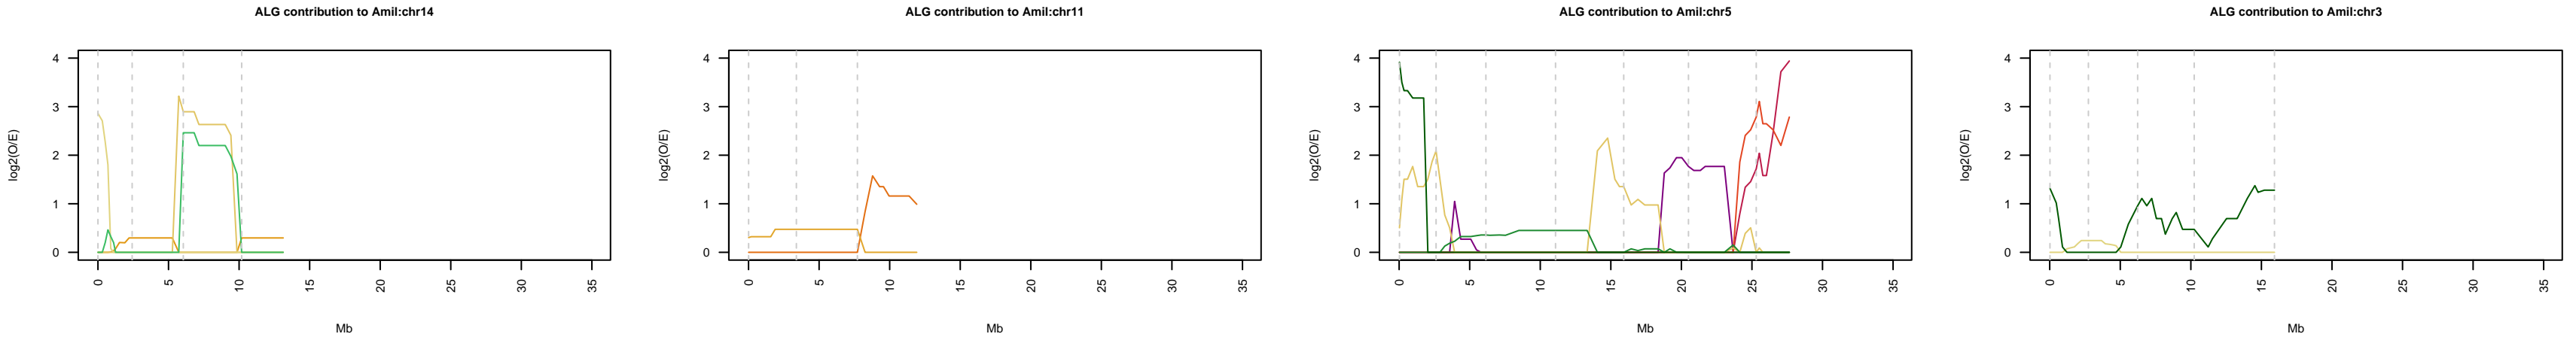 ALG contribution to Amil:chr14
log2(O/E)
4
3
2
1
0
0 5 10 15 20 25 30 35
Mb
ALG contribution to Amil:chr11
log2(O/E)
4
3
2
1
0
0 5 10 15 20 25 30 35
Mb
ALG contribution to Amil:chr5
log2(O/E)
4
3
2
1
0
0 5 10 15 20 25 30 35
Mb
ALG contribution to Amil:chr3
log2(O/E)
4
3
2
1
0
0 5 10 15 20 25 30 35
Mb